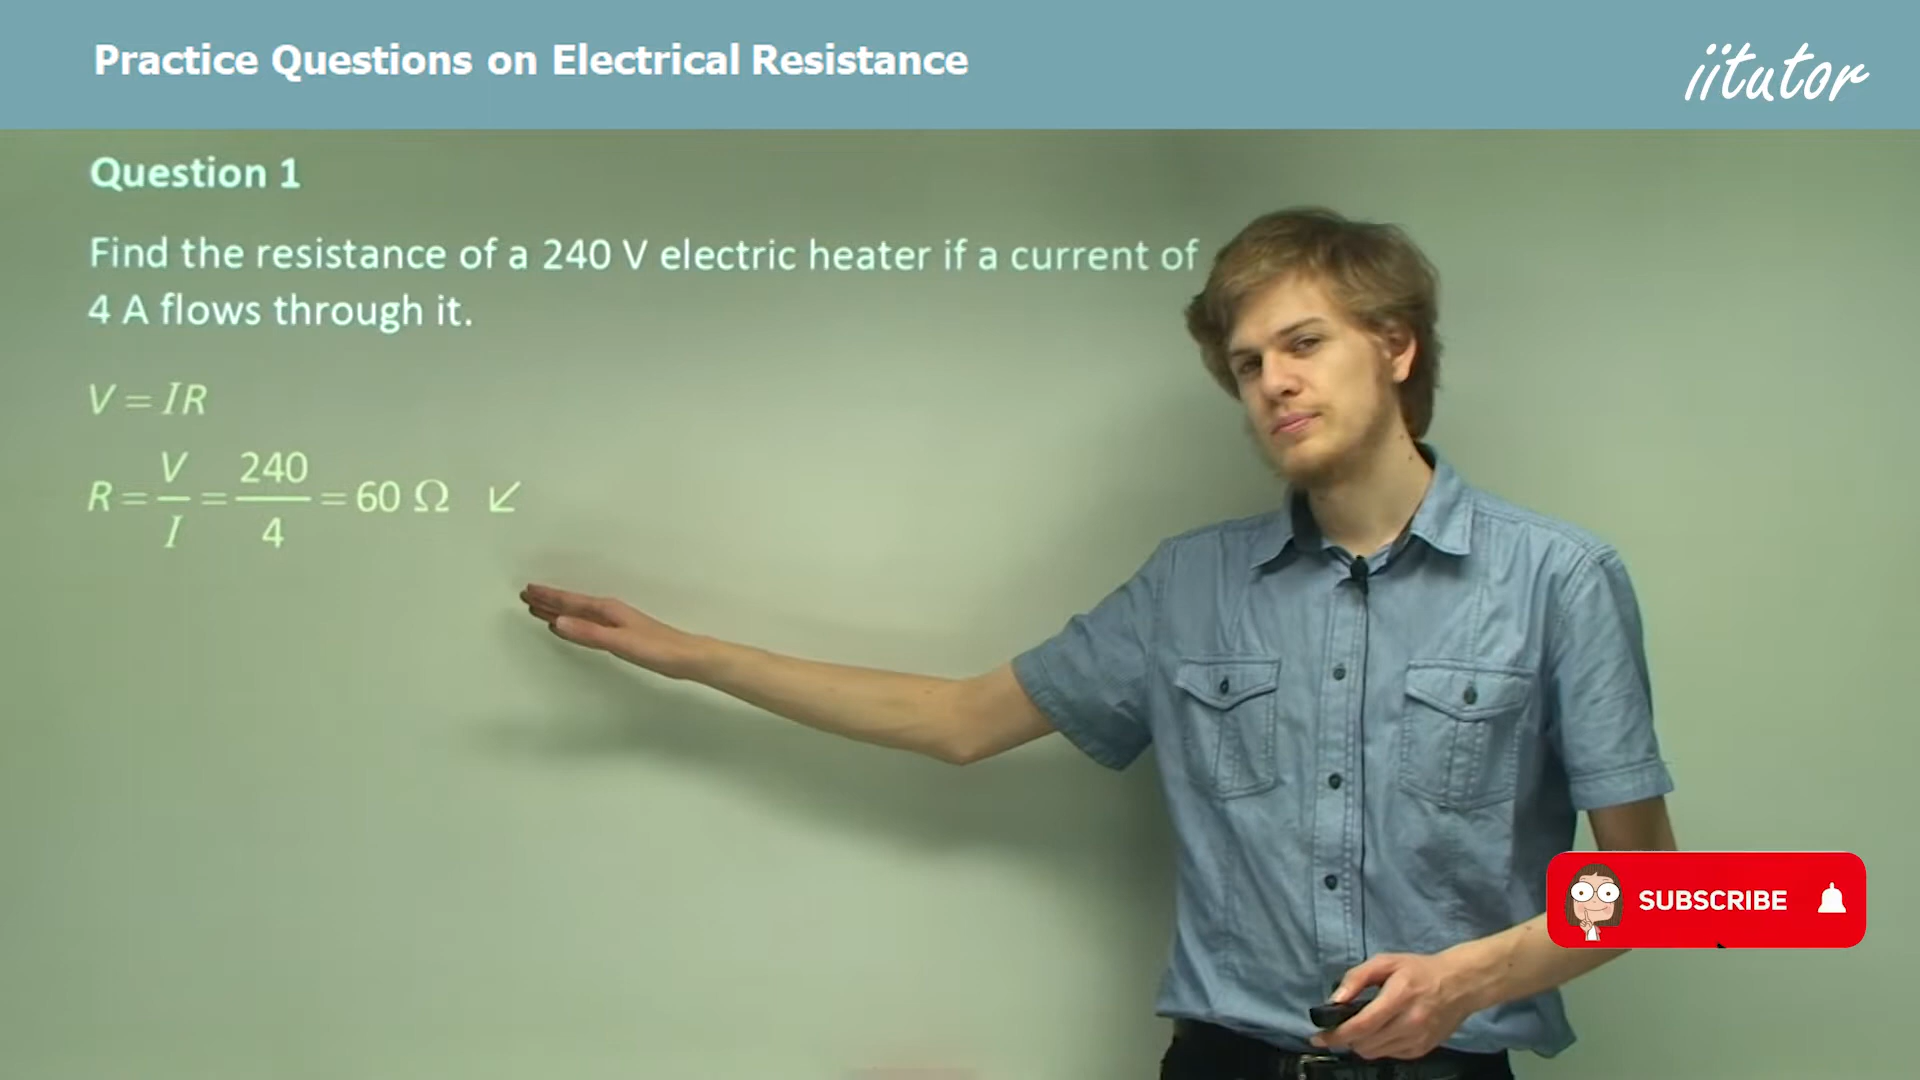 Practice Questions on Electrical Resistance
iitutor
Question 1
Find the resistance of a 240 V electric heater if a current of
4 A flows through it.
V = IR
R = V/I = 240/4 = 60 Ω ↙
SUBSCRIBE